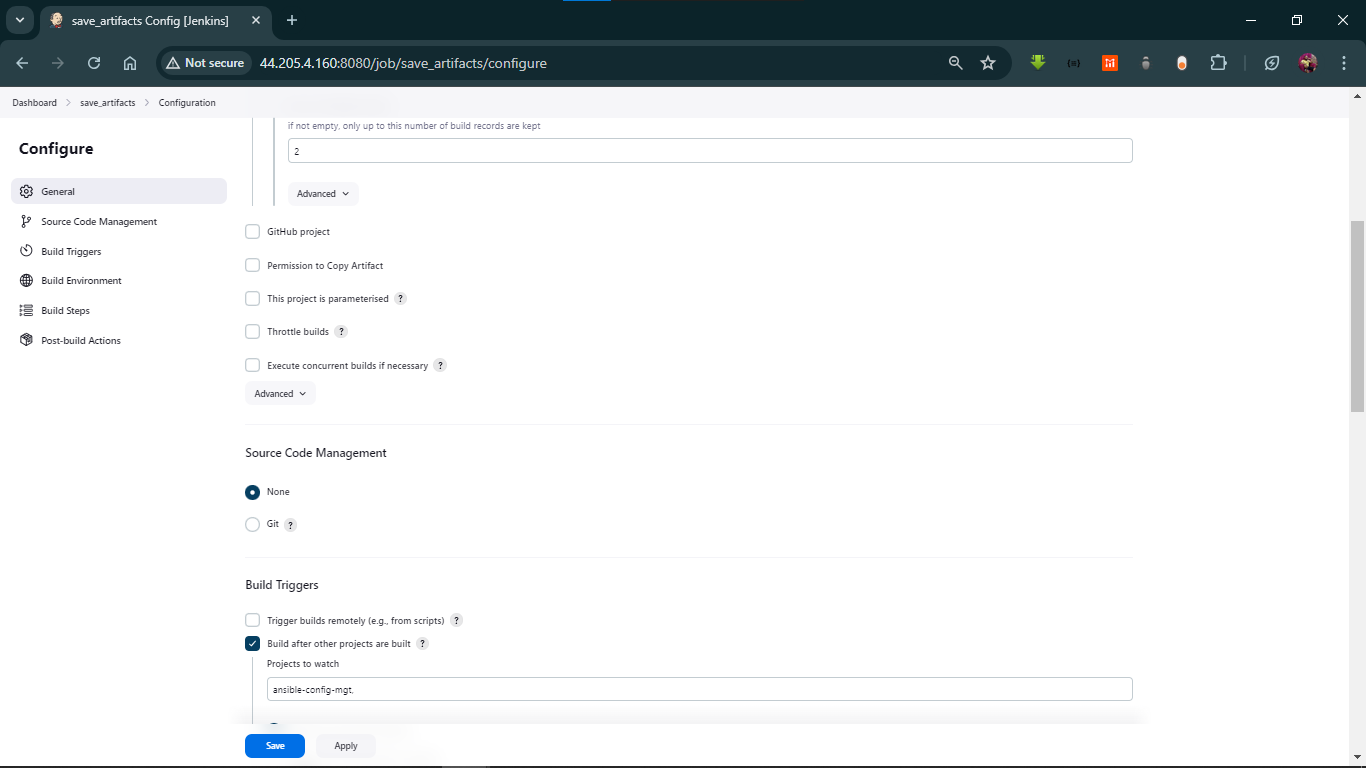 save_artifacts Config [Jenkins]
Not secure 44.205.4.160:8080/job/save_artifacts/configure
Dashboard save_artifacts Configuration
Configure
General
Source Code Management
Build Triggers
Build Environment
Build Steps
Post-build Actions
if not empty, only up to this number of build records are kept
2
Advanced
GitHub project
Permission to Copy Artifact
This project is parameterised ?
Throttle builds ?
Execute concurrent builds if necessary ?
Advanced
Source Code Management
None
Git ?
Build Triggers
Trigger builds remotely (e.g., from scripts) ?
Build after other projects are built ?
Projects to watch
ansible-config-mgt,
Save Apply